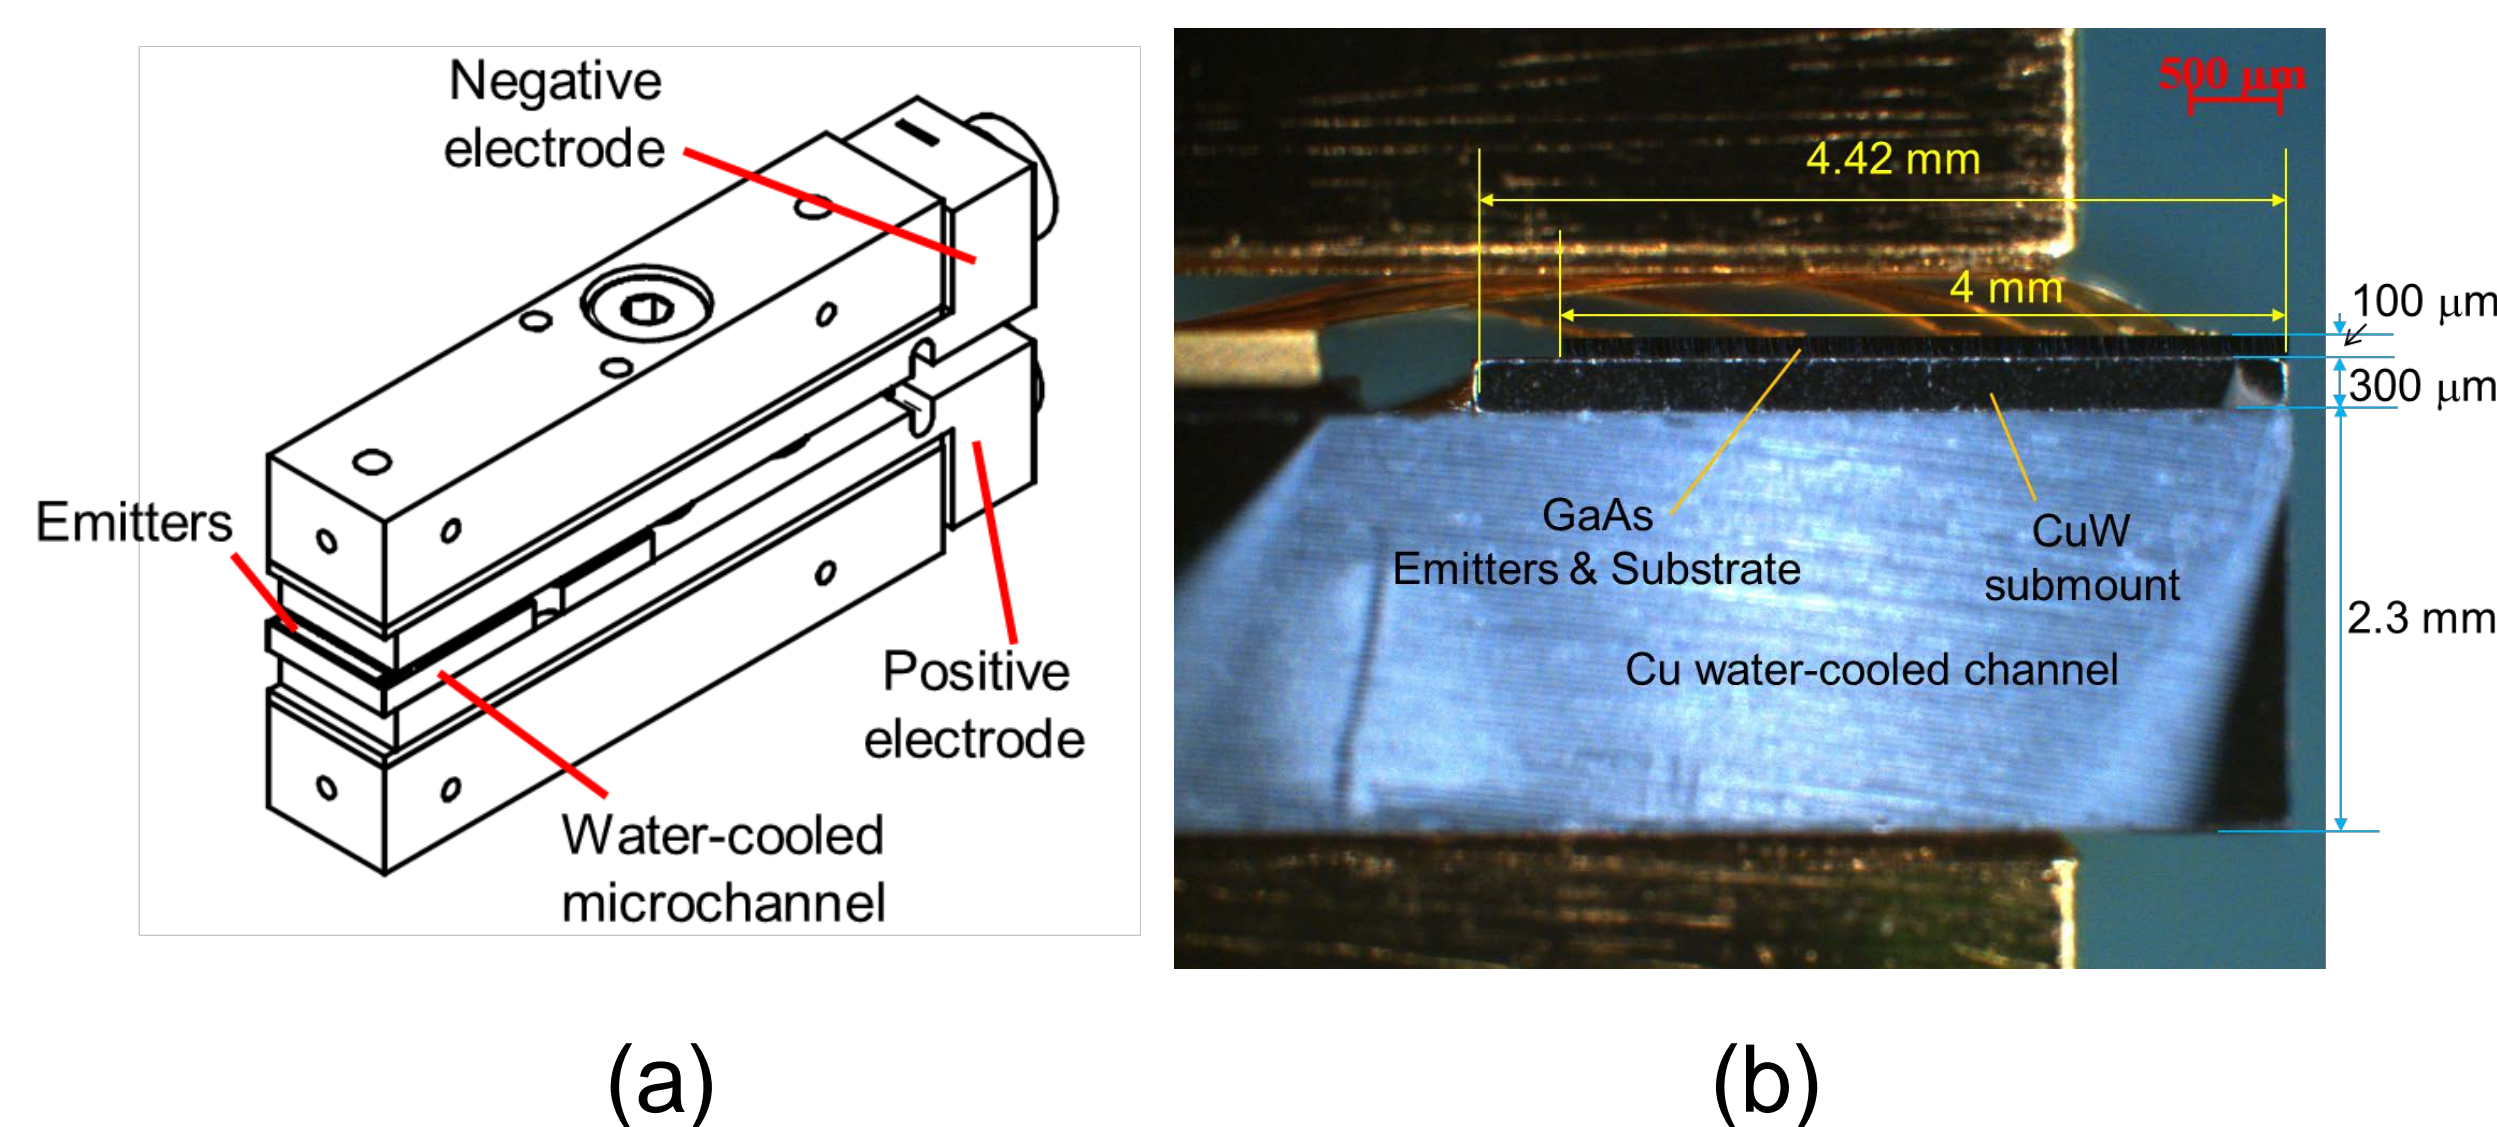 Negative
electrode
Emitters
Positive
electrode
Water-cooled
microchannel
(a)
500 μm
4.42 mm
4 mm
100 μm
300 μm
GaAs
Emitters & Substrate
CuW
submount
2.3 mm
Cu water-cooled channel
(b)